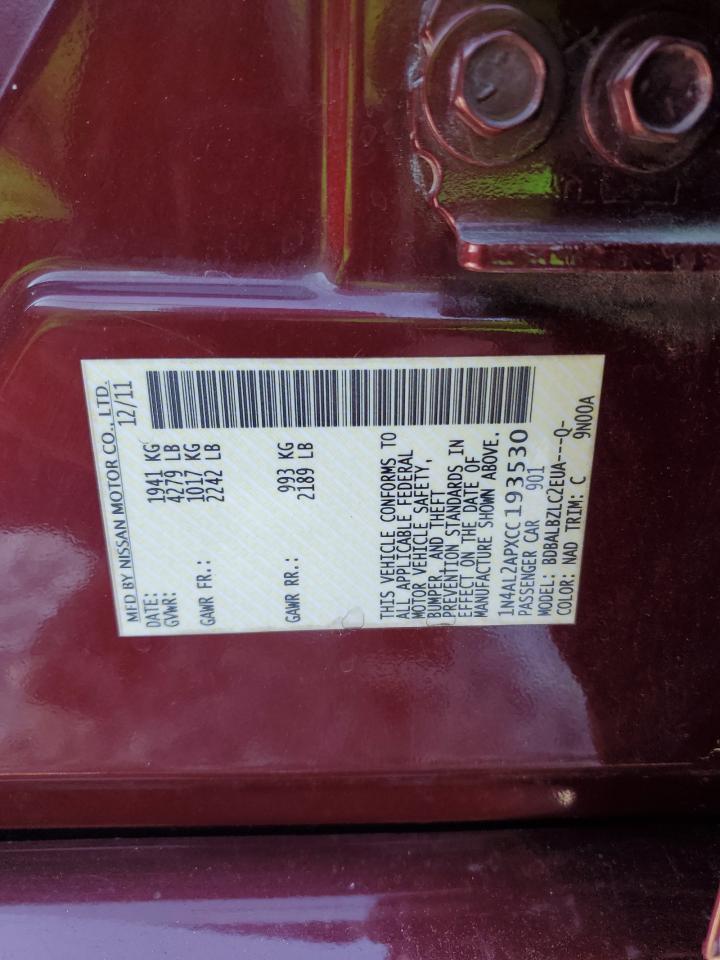 MFD BY NISSAN MOTOR CO., LTD.
DATE: 12/11
GVWR: 1941 KG
4279 LB
GAWR FR.: 1017 KG
2242 LB
GAWR RR.: 993 KG
2189 LB
THIS VEHICLE CONFORMS TO
ALL APPLICABLE FEDERAL
MOTOR VEHICLE SAFETY,
BUMPER, AND THEFT
PREVENTION STANDARDS IN
EFFECT ON THE DATE OF
MANUFACTURE SHOWN ABOVE.
1N4AL2APXCC193530
PASSENGER CAR 901
MODEL: BDBALBZLC2EUA---Q-
COLOR: NAD TRIM: C 9N00A